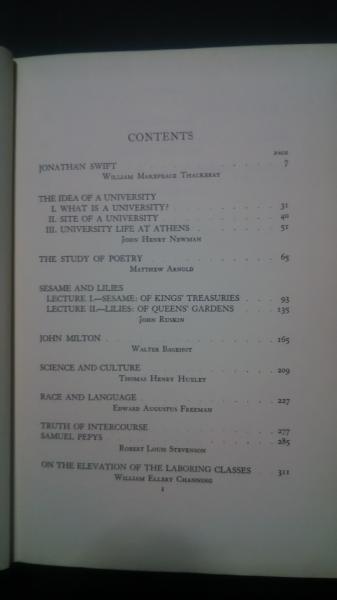 CONTENTS
PAGE
JONATHAN SWIFT . . . . . . . . . . 7
WILLIAM MAKEPEACE THACKERAY
THE IDEA OF A UNIVERSITY
I. WHAT IS A UNIVERSITY? . . . . . . . 31
II. SITE OF A UNIVERSITY . . . . . . . 40
III. UNIVERSITY LIFE AT ATHENS . . . . . 51
JOHN HENRY NEWMAN
THE STUDY OF POETRY . . . . . . . . 65
MATTHEW ARNOLD
SESAME AND LILIES
LECTURE I.—SESAME: OF KINGS' TREASURIES . . . 93
LECTURE II.—LILIES: OF QUEENS' GARDENS . . . 135
JOHN RUSKIN
JOHN MILTON . . . . . . . . . . 165
WALTER BAGEHOT
SCIENCE AND CULTURE . . . . . . . . 209
THOMAS HENRY HUXLEY
RACE AND LANGUAGE . . . . . . . . 227
EDWARD AUGUSTUS FREEMAN
TRUTH OF INTERCOURSE . . . . . . . 277
SAMUEL PEPYS . . . . . . . . . . 285
ROBERT LOUIS STEVENSON
ON THE ELEVATION OF THE LABORING CLASSES . . 311
WILLIAM ELLERY CHANNING
1